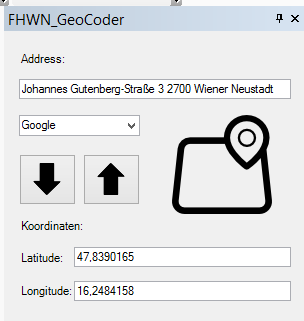 FHWN_GeoCoder
Address:
Johannes Gutenberg-Straße 3 2700 Wiener Neustadt
Google
Koordinaten:
Latitude: 47,8390165
Longitude: 16,2484158